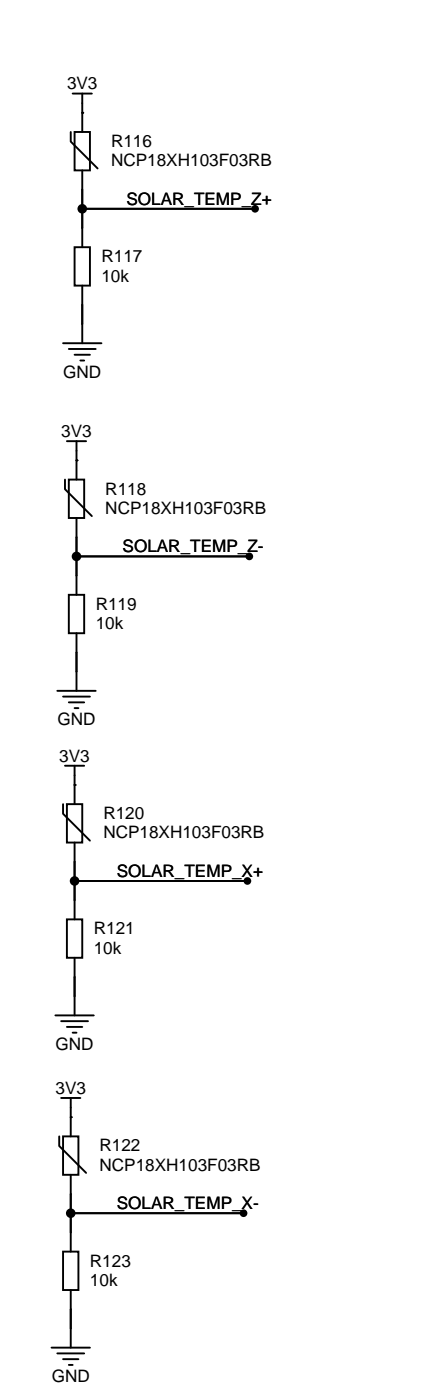 3V3
R116
NCP18XH103F03RB
SOLAR_TEMP_Z+
R117
10k
GND
3V3
R118
NCP18XH103F03RB
SOLAR_TEMP_Z-
R119
10k
GND
3V3
R120
NCP18XH103F03RB
SOLAR_TEMP_X+
R121
10k
GND
3V3
R122
NCP18XH103F03RB
SOLAR_TEMP_X-
R123
10k
GND